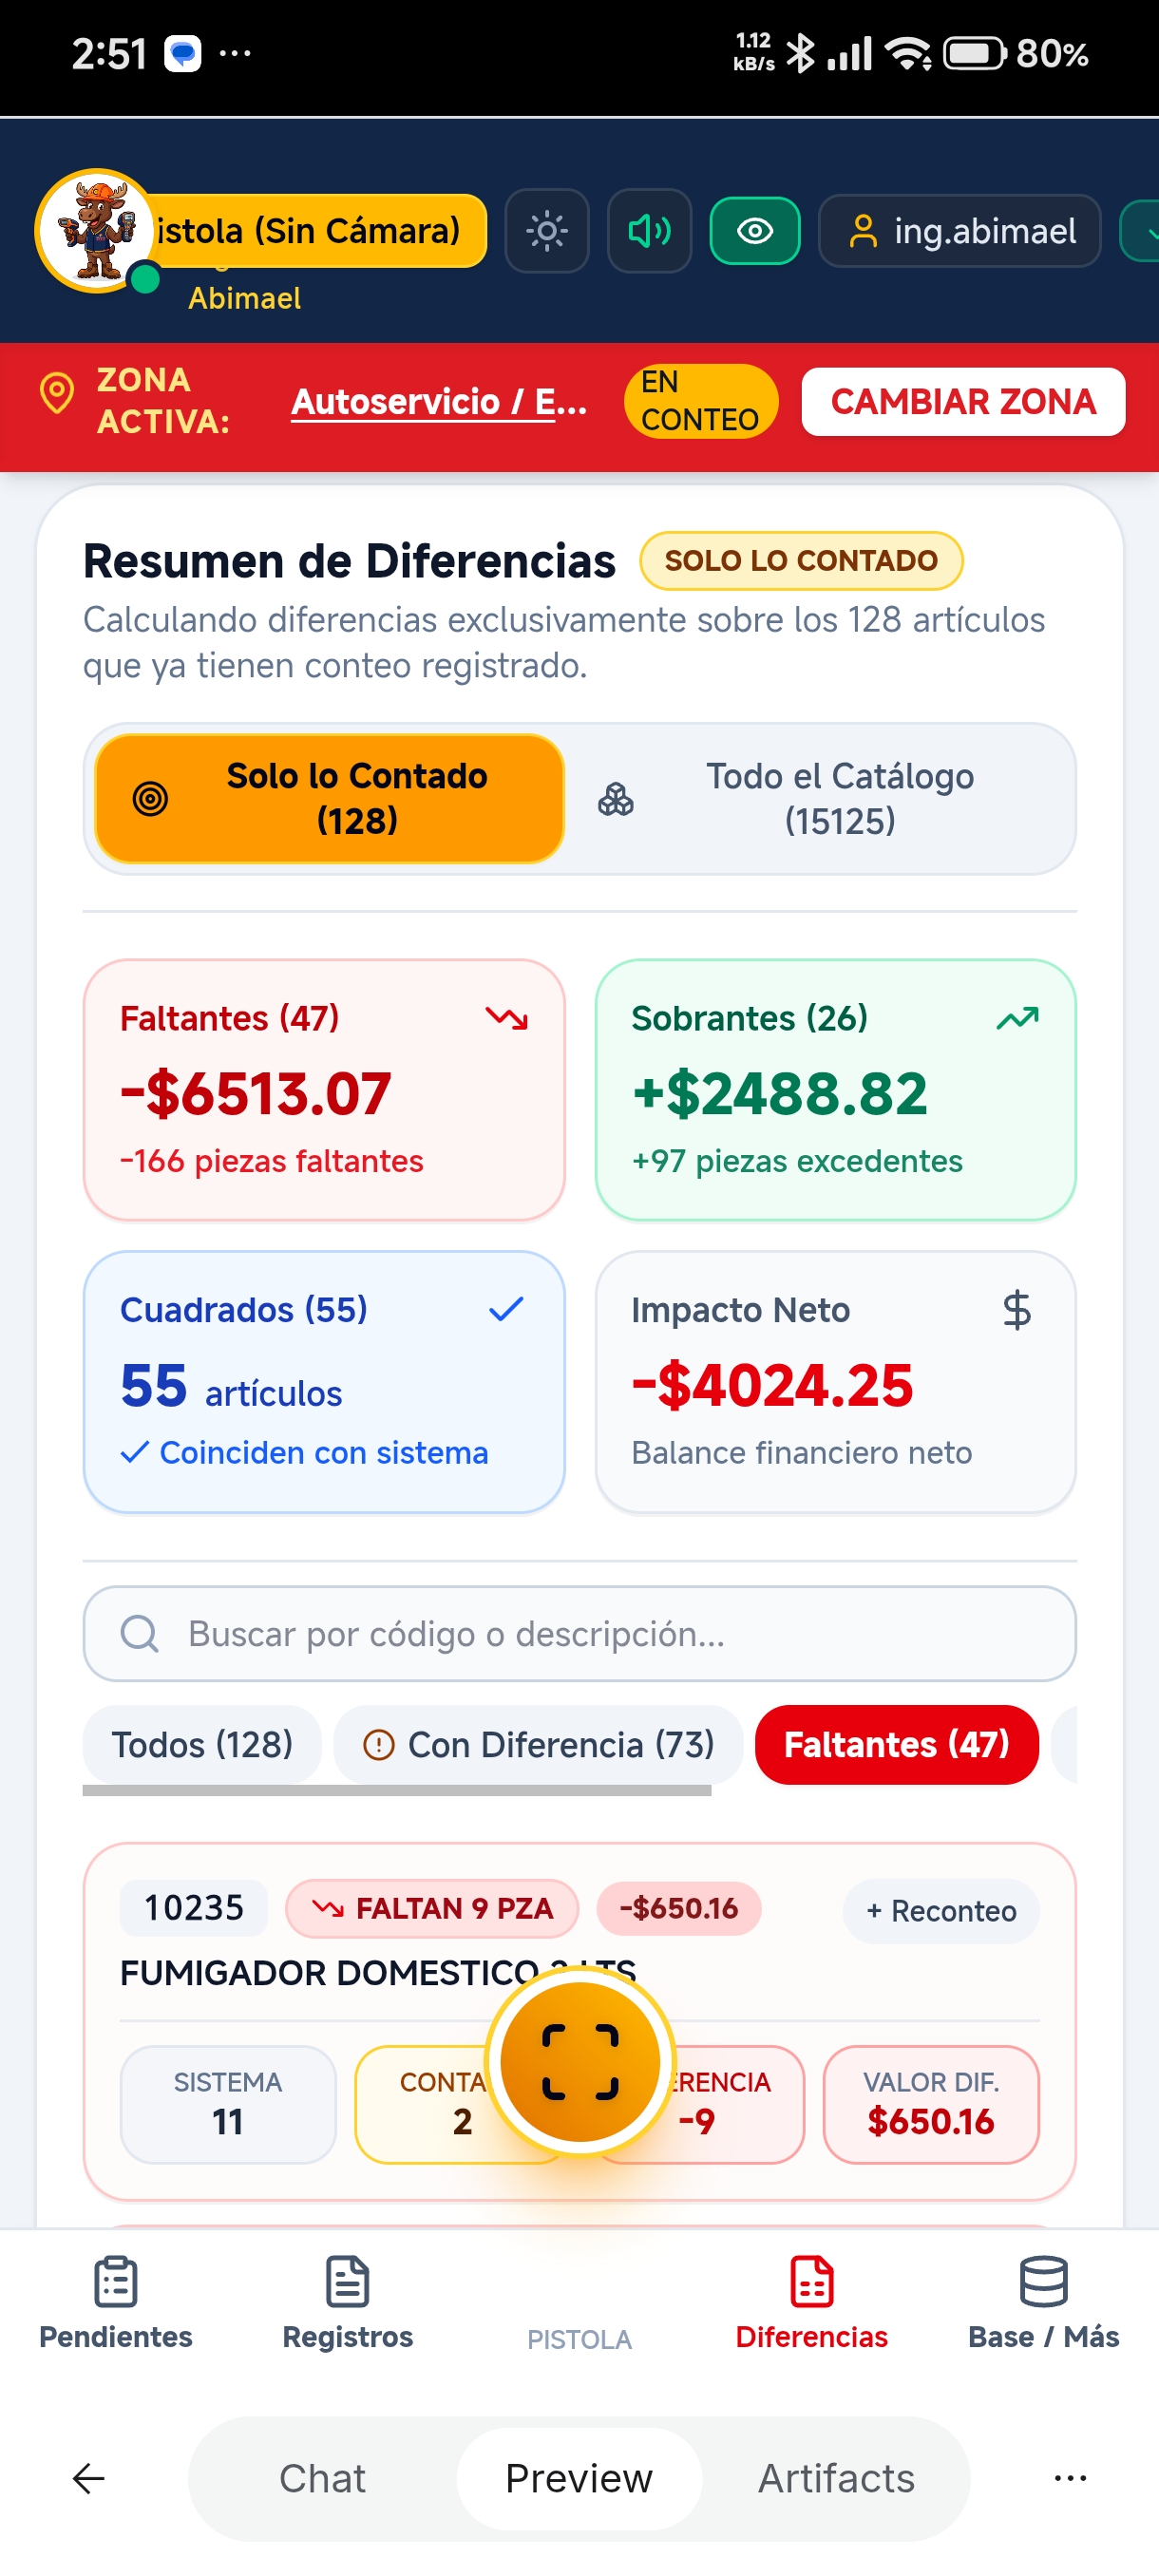 2:51
1.12
kB/s
80%
istola (Sin Cámara)
Abimael
ing.abimael
ZONA
ACTIVA:
Autoservicio / E...
EN
CONTEO
CAMBIAR ZONA
Resumen de Diferencias
SOLO LO CONTADO
Calculando diferencias exclusivamente sobre los 128 artículos
que ya tienen conteo registrado.
Solo lo Contado
(128)
Todo el Catálogo
(15125)
Faltantes (47)
-$6513.07
-166 piezas faltantes
Sobrantes (26)
+$2488.82
+97 piezas excedentes
Cuadrados (55)
55 artículos
Coinciden con sistema
Impacto Neto
-$4024.25
Balance financiero neto
Buscar por código o descripción...
Todos (128)
Con Diferencia (73)
Faltantes (47)
10235
FALTAN 9 PZA
-$650.16
+ Reconteo
FUMIGADOR DOMESTICO
SISTEMA
11
CONTA
2
ERENCIA
-9
VALOR DIF.
$650.16
Pendientes
Registros
PISTOLA
Diferencias
Base / Más
Chat
Preview
Artifacts